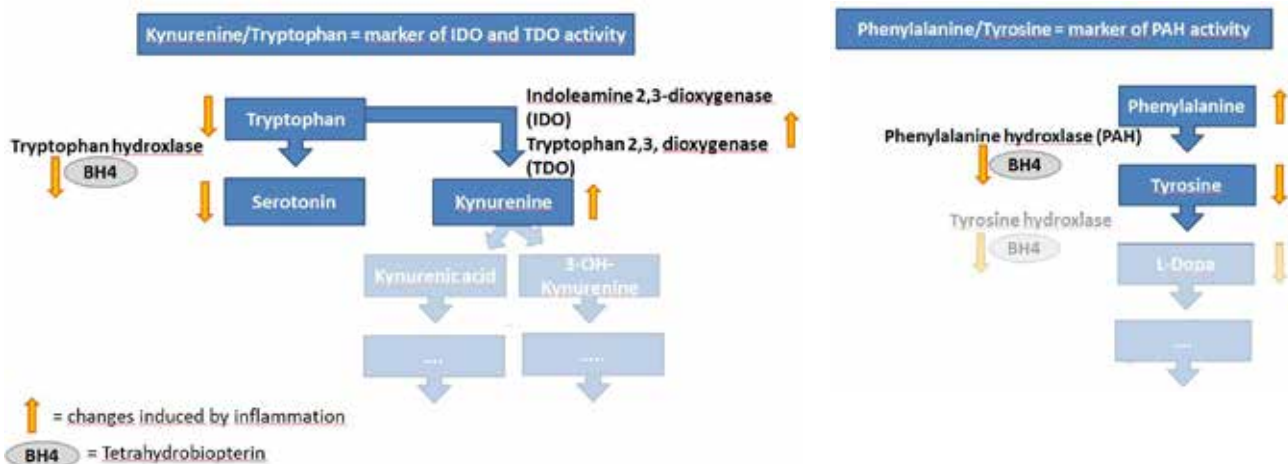 Kynurenine/Tryptophan = marker of IDO and TDO activity
Tryptophan
Indoleamine 2,3-dioxygenase
(IDO)
Tryptophan 2,3, dioxygenase
(TDO)
Tryptophan hydroxlase
BH4
Serotonin
Kynurenine
Kynurenic acid
3-OH-
Kynurenine
....
.....
= changes induced by inflammation
BH4 = Tetrahydrobiopterin
Phenylalanine/Tyrosine = marker of PAH activity
Phenylalanine
Phenylalanine hydroxlase (PAH)
BH4
Tyrosine
Tyrosine hydroxlase
BH4
L-Dopa
....